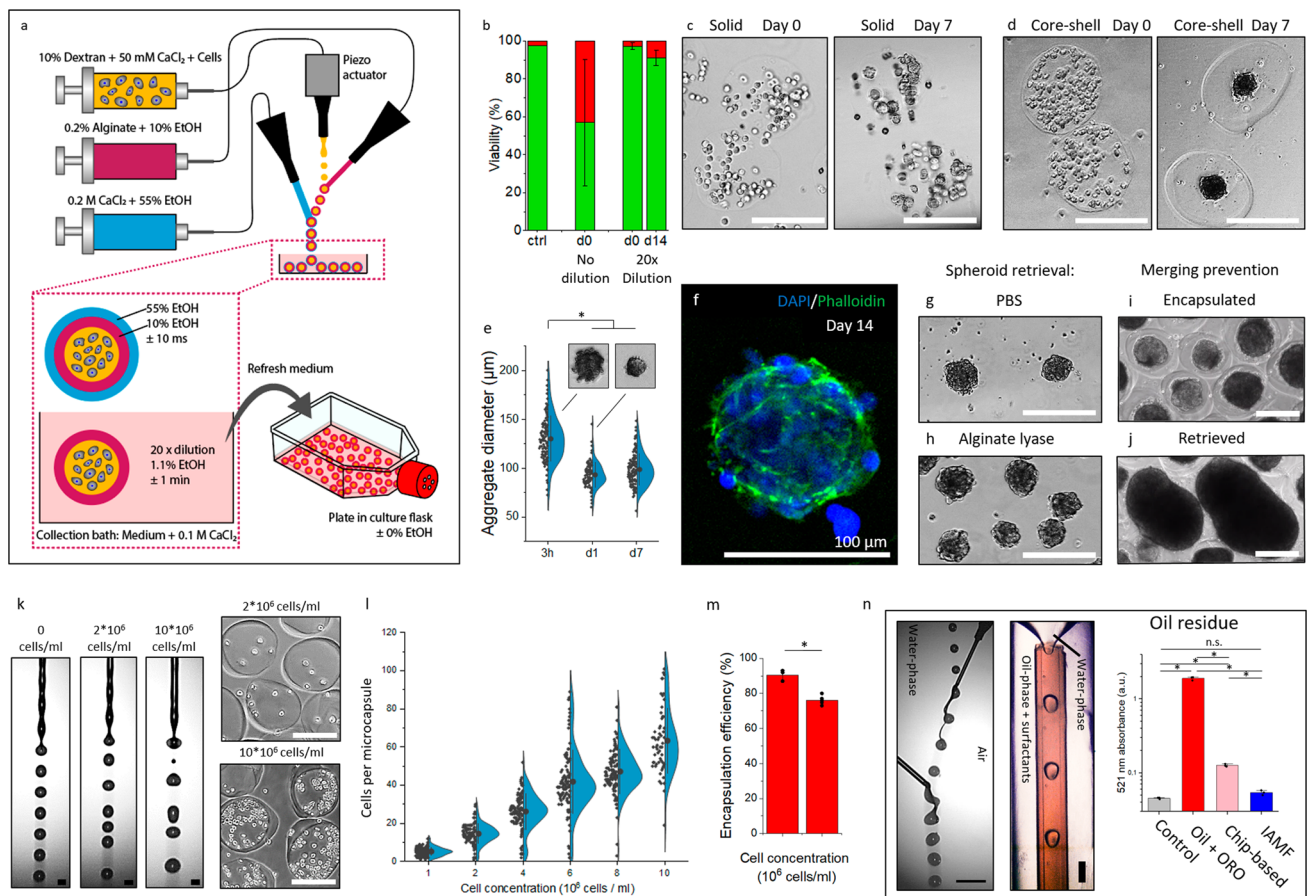 a
10% Dextran + 50 mM CaCl₂ + Cells
Piezo
actuator
0.2% Alginate + 10% EtOH
0.2 M CaCl₂ + 55% EtOH
55% EtOH
10% EtOH
± 10 ms
Refresh medium
20 x dilution
1.1% EtOH
± 1 min
Collection bath: Medium + 0.1 M CaCl₂
Plate in culture flask
± 0% EtOH
b
Viability (%)
100
80
60
40
20
0
ctrl
d0
d0 d14
No
dilution
20x
Dilution
c
Solid Day 0
Solid Day 7
d
Core-shell Day 0
Core-shell Day 7
e
*
Aggregate diameter (µm)
200
150
100
50
3h
d1
d7
f
DAPI/Phalloidin
Day 14
100 µm
Spheroid retrieval:
g
PBS
h
Alginate lyase
Merging prevention
i
Encapsulated
j
Retrieved
k
0
cells/ml
2*10⁶
cells/ml
10*10⁶
cells/ml
2*10⁶ cells/ml
10*10⁶ cells/ml
l
Cells per microcapsule
120
100
80
60
40
20
0
1
2
4
6
8
10
Cell concentration (10⁶ cells / ml)
m
*
Encapsulation efficiency (%)
100
80
60
40
20
0
Cell concentration
(10⁶ cells/ml)
n
Water-phase
Air
Oil-phase + surfactants
Water-phase
Oil residue
n.s.
*
*
*
*
*
521 nm absorbance (a.u.)
0.1
Control
Oil + ORO
Chip-based
IAMF